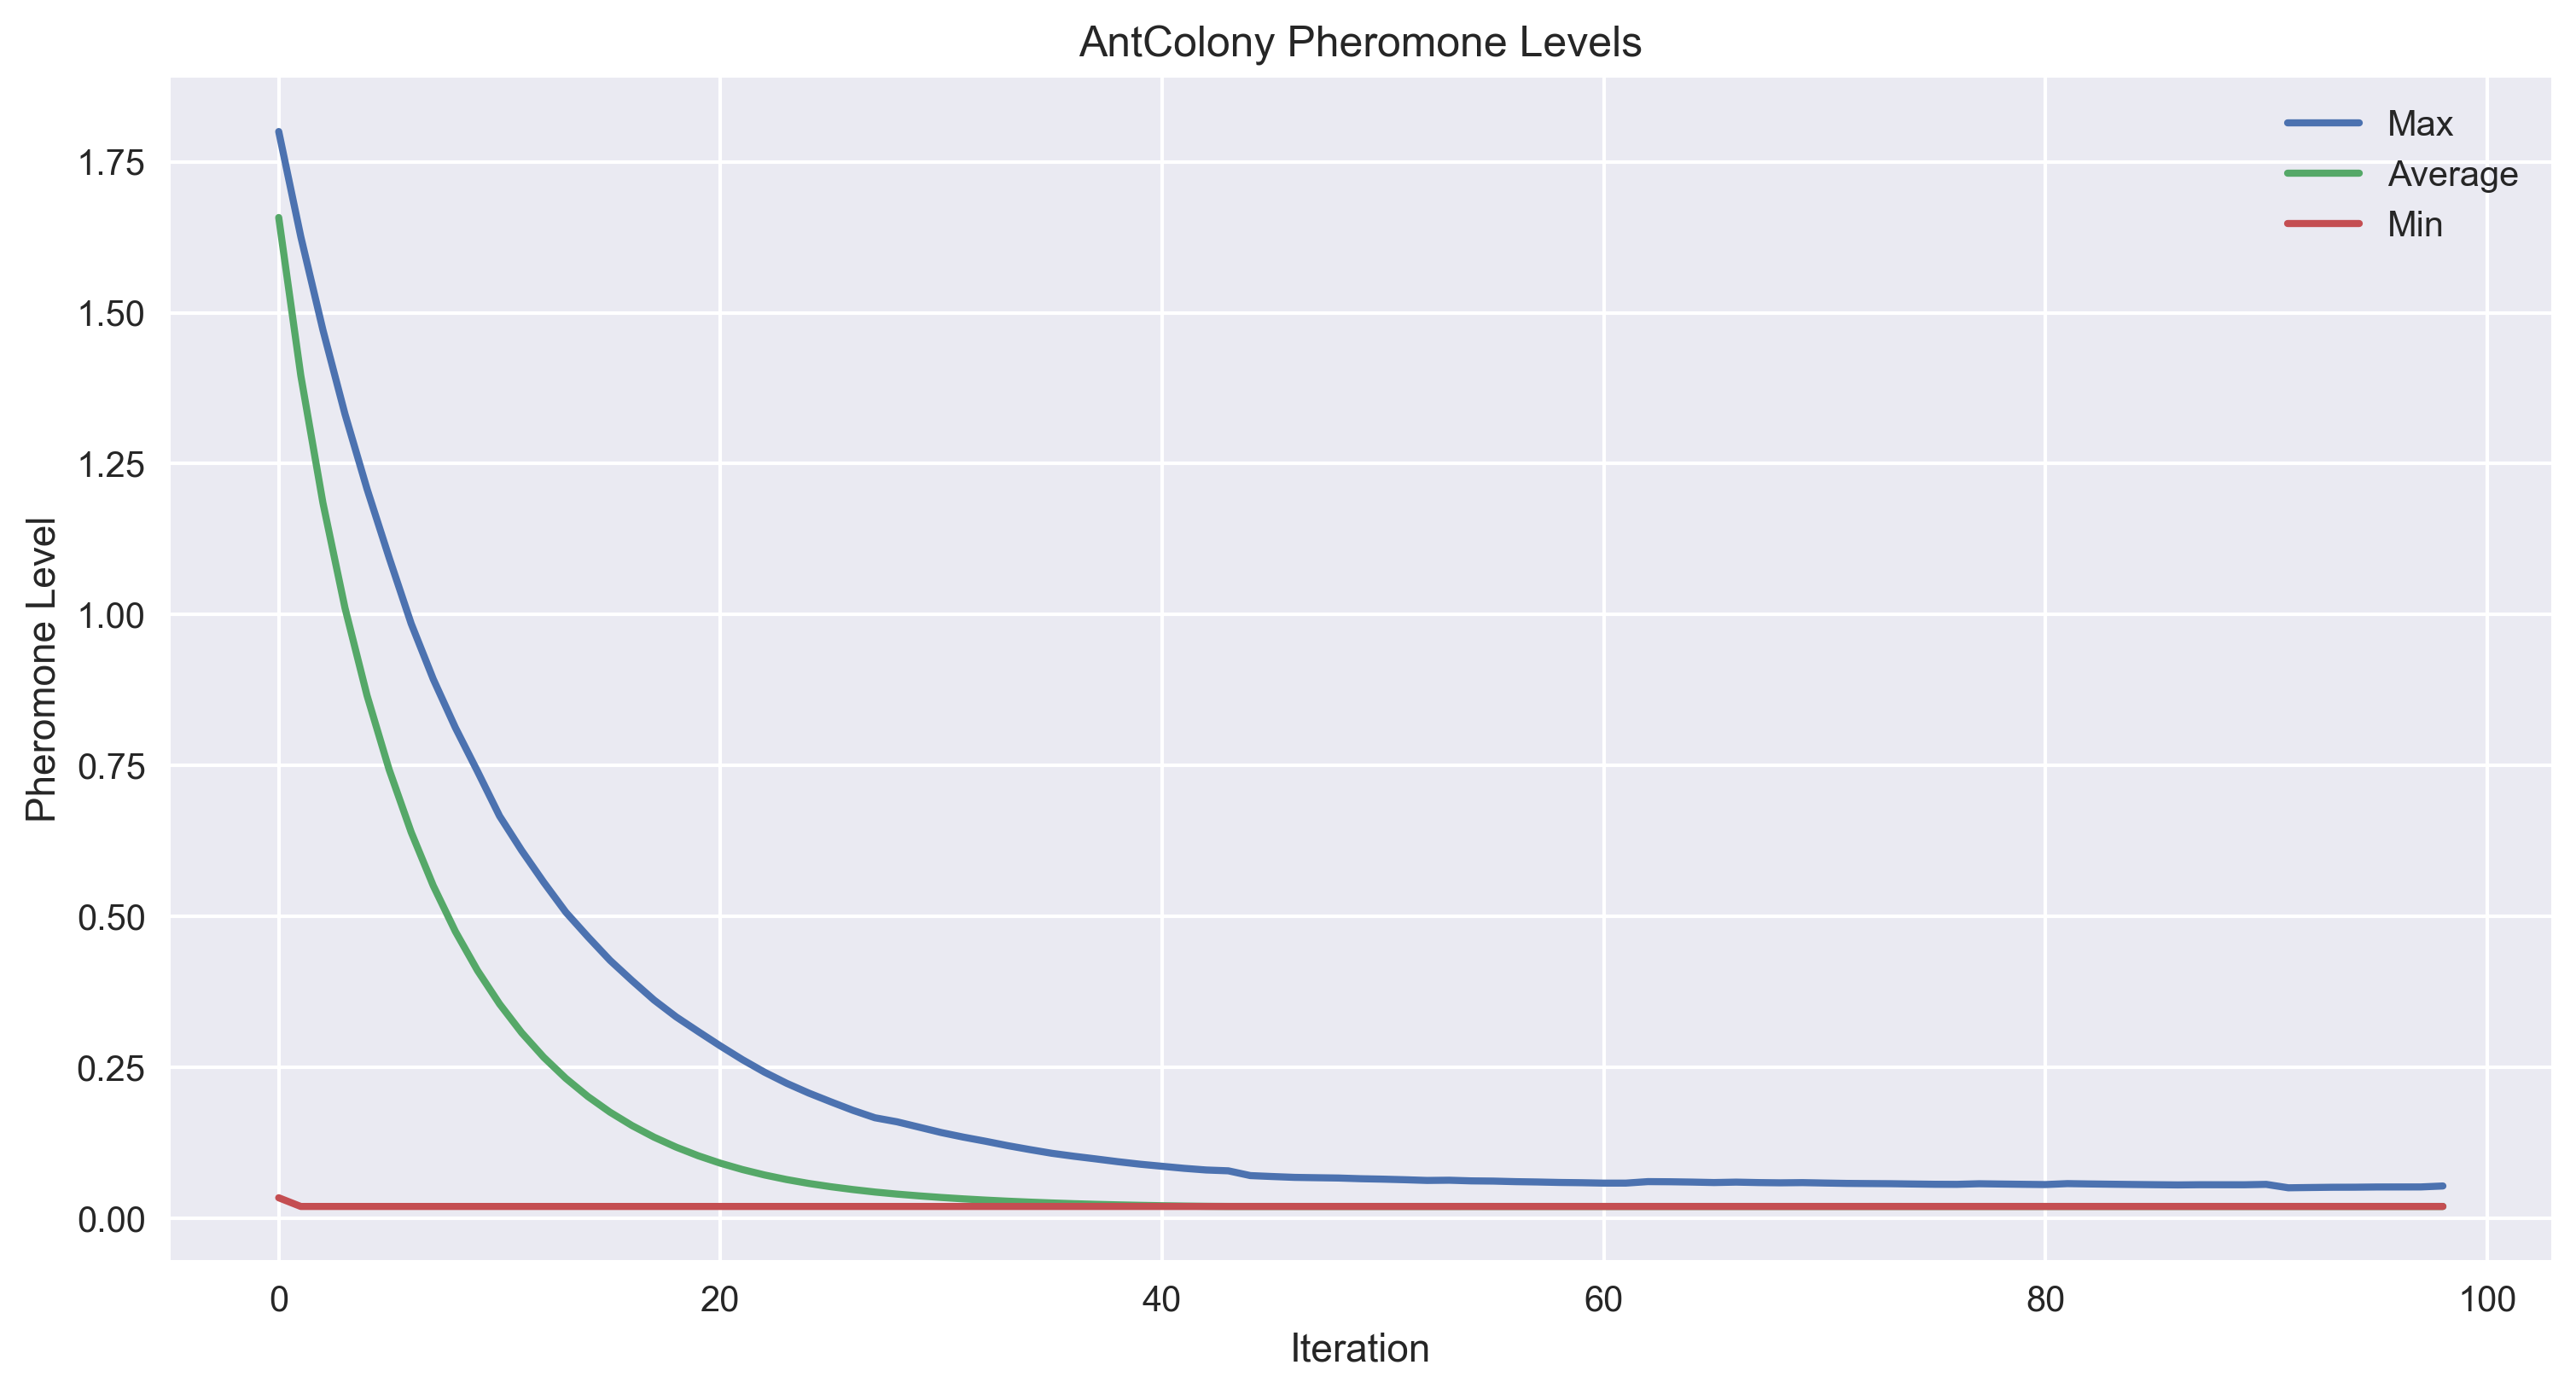 AntColony Pheromone Levels
Max
Average
Min
Pheromone Level
1.75
1.50
1.25
1.00
0.75
0.50
0.25
0.00
0 20 40 60 80 100
Iteration